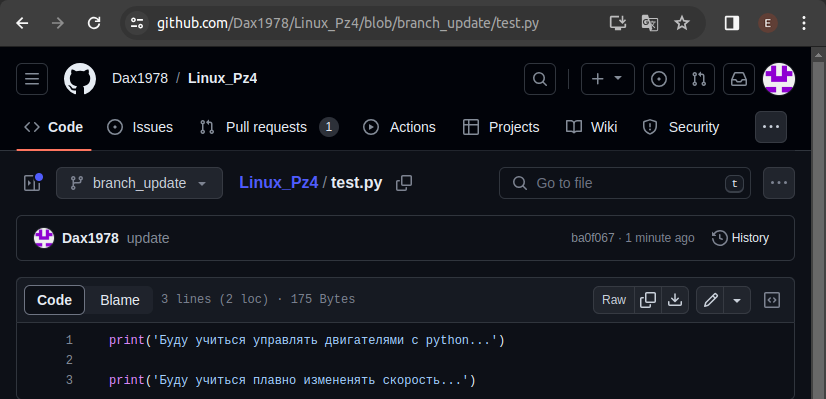 github.com/Dax1978/Linux_Pz4/blob/branch_update/test.py
E
Dax1978 / Linux_Pz4
Code Issues Pull requests 1 Actions Projects Wiki Security
branch_update Linux_Pz4 / test.py Go to file t
Dax1978 update ba0f067 · 1 minute ago History
Code Blame 3 lines (2 loc) · 175 Bytes Raw
1 print('Буду учиться управлять двигателями с python...')
2
3 print('Буду учиться плавно измененять скорость...')